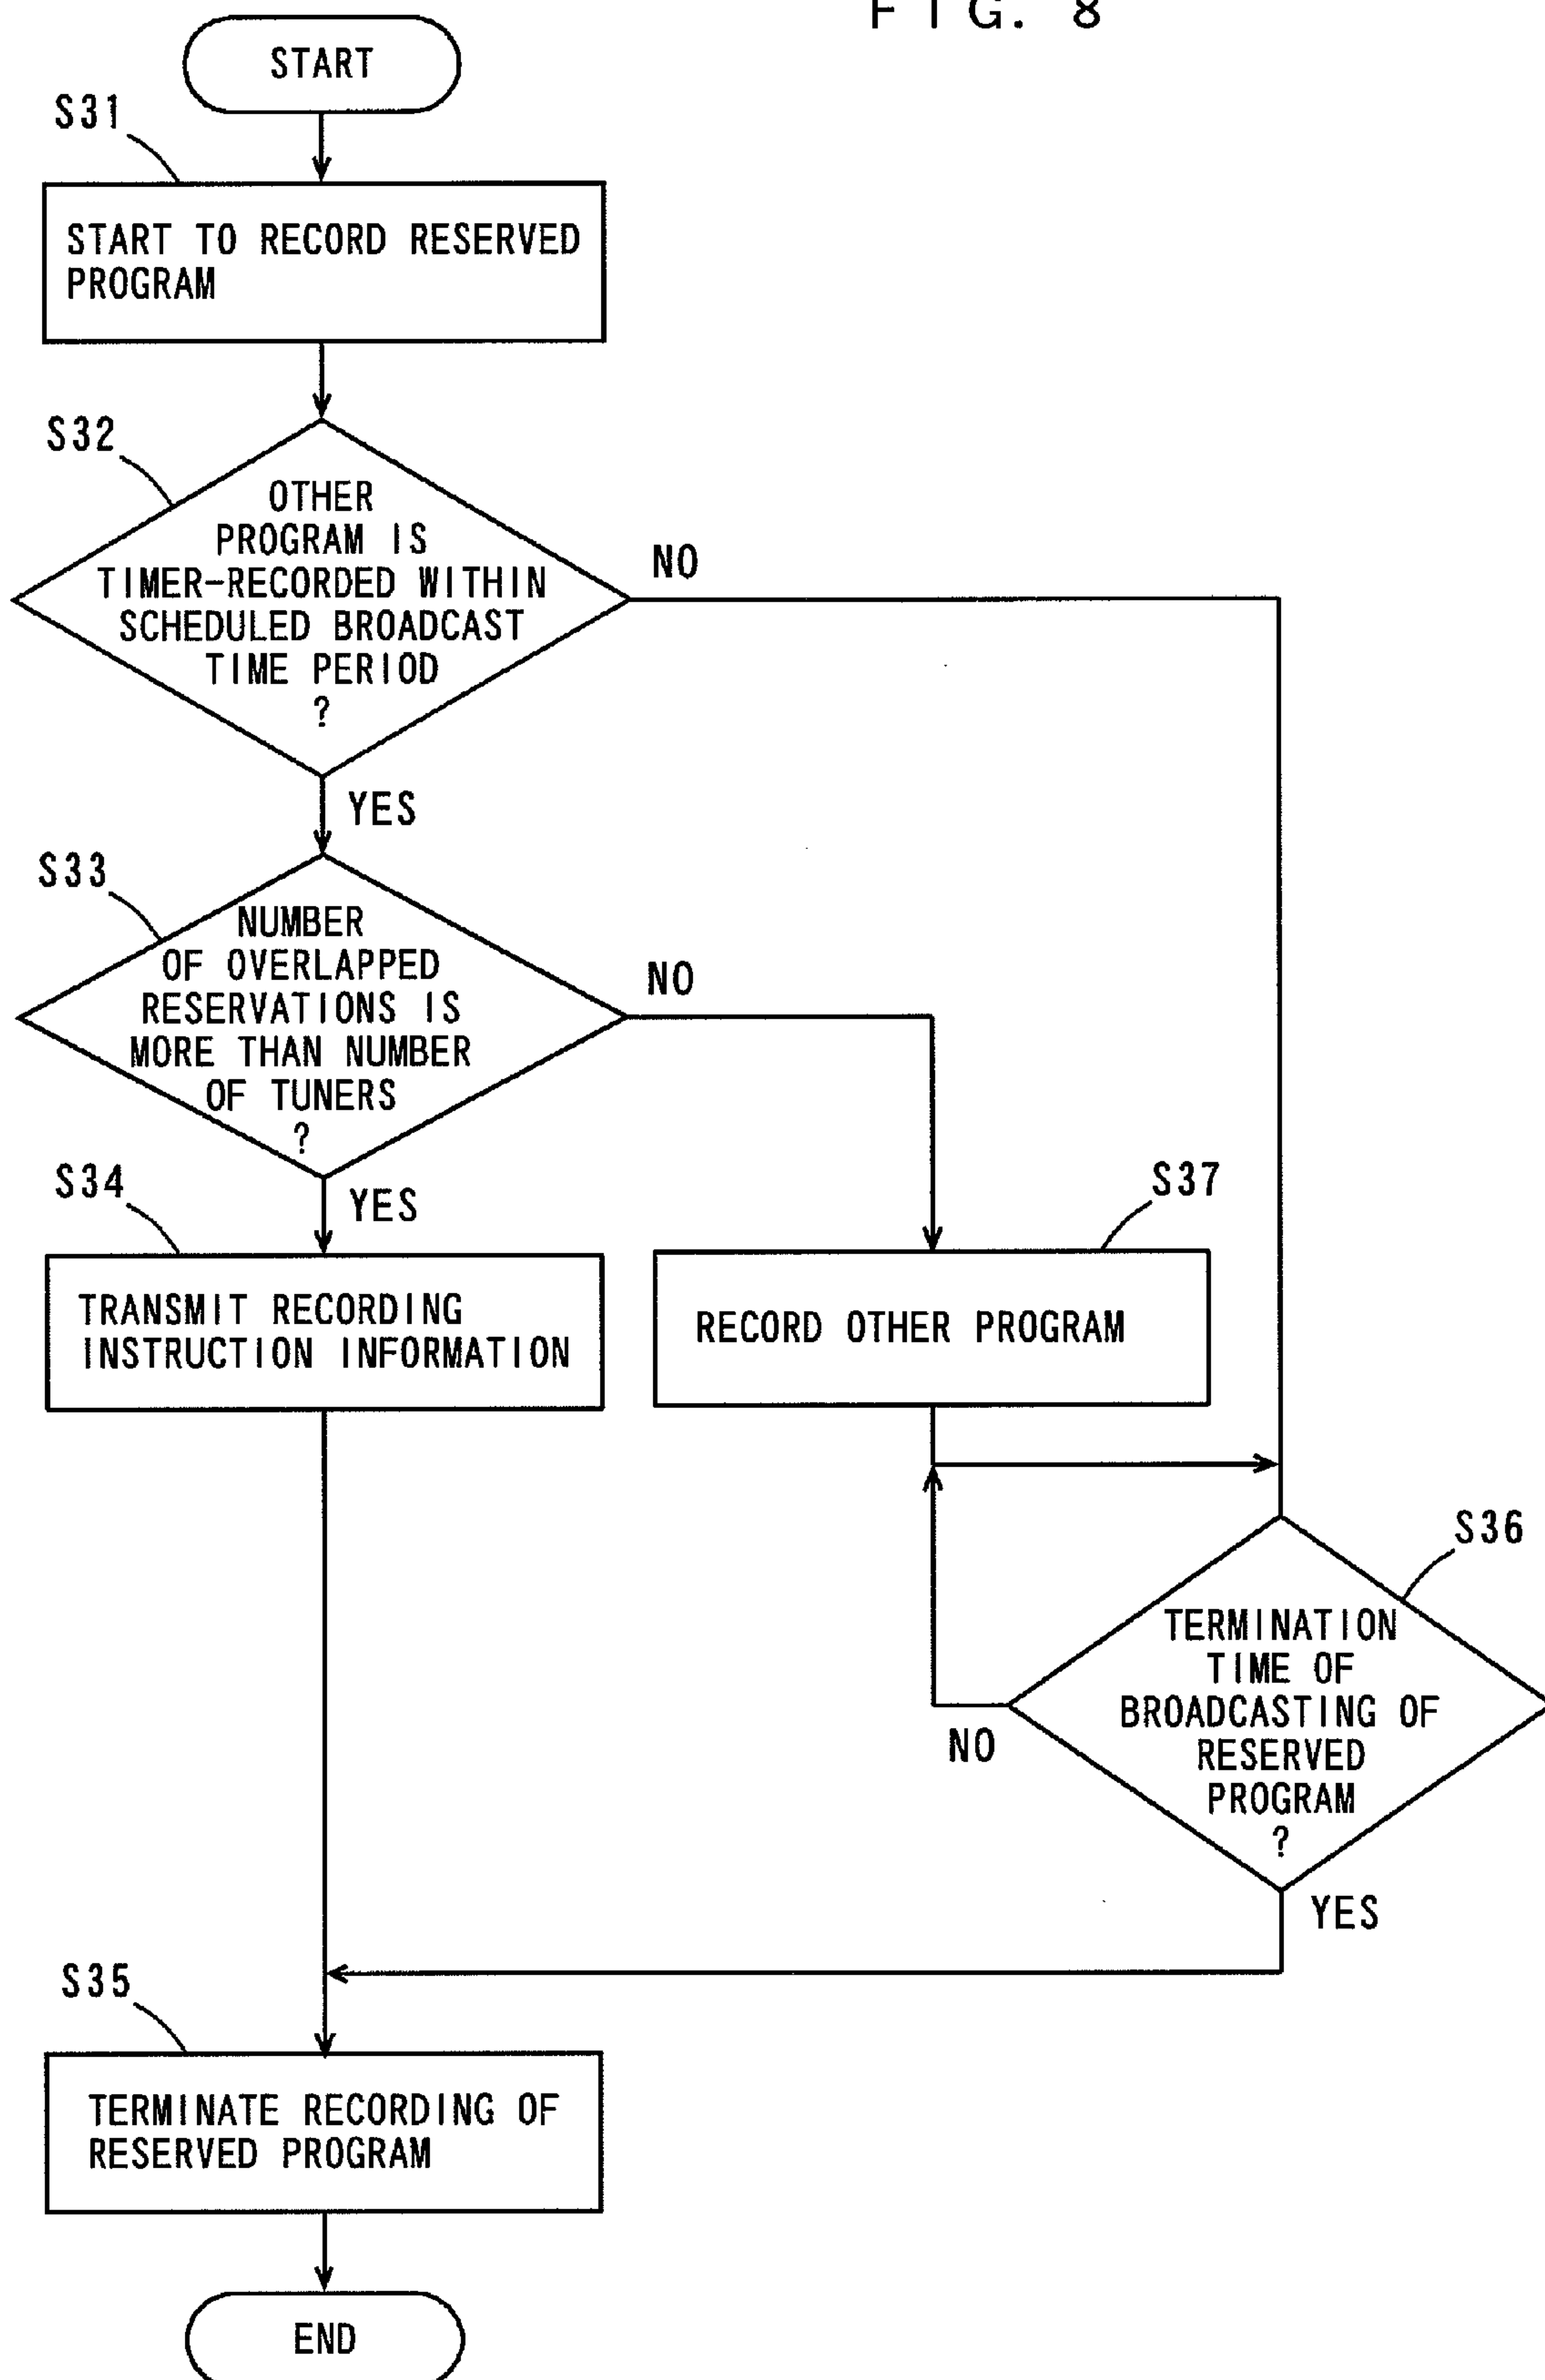 FIG. 8
START
S31
START TO RECORD RESERVED
PROGRAM
S32
OTHER
PROGRAM IS
TIMER-RECORDED WITHIN
SCHEDULED BROADCAST
TIME PERIOD
?
NO
YES
S33
NUMBER
OF OVERLAPPED
RESERVATIONS IS
MORE THAN NUMBER
OF TUNERS
?
NO
YES
S34
TRANSMIT RECORDING
INSTRUCTION INFORMATION
S37
RECORD OTHER PROGRAM
S36
TERMINATION
TIME OF
BROADCASTING OF
RESERVED
PROGRAM
?
NO
YES
S35
TERMINATE RECORDING OF
RESERVED PROGRAM
END